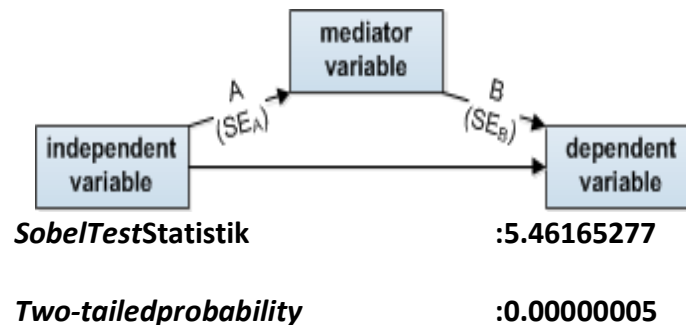 mediator
variable
A
(SEA)
B
(SEB)
independent
variable
dependent
variable
SobelTestStatistik :5.46165277
Two-tailedprobability :0.00000005